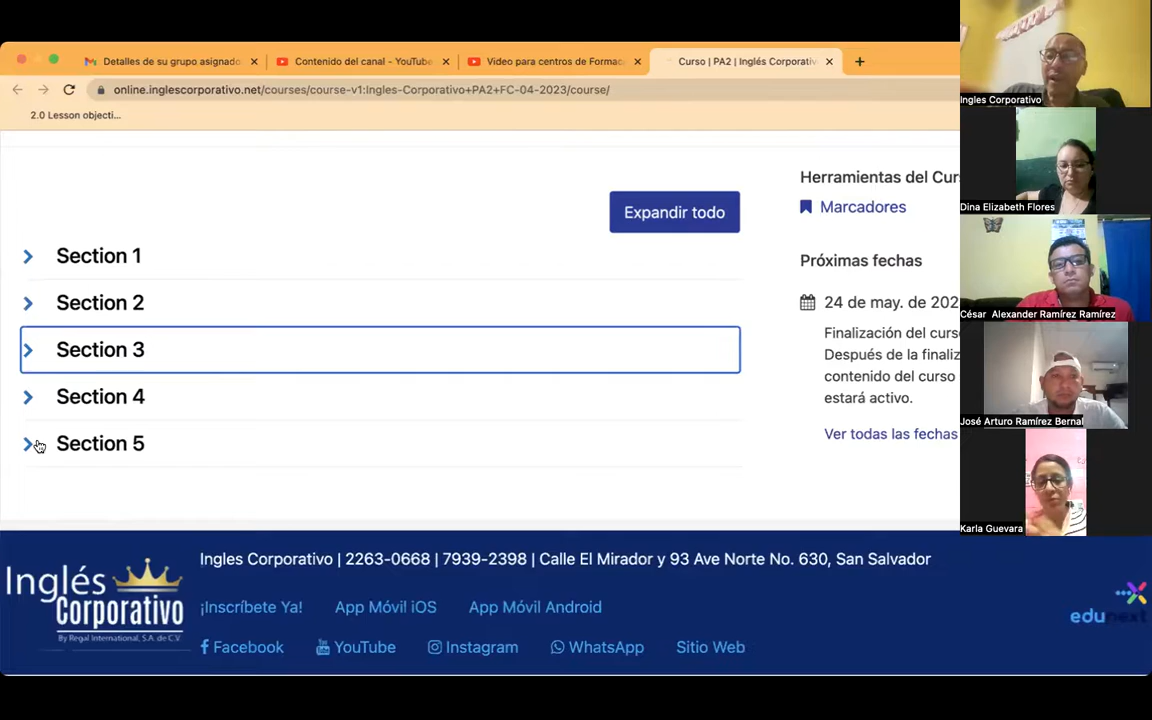 Detalles de su grupo asignado
Contenido del canal - YouTube
Video para centros de Formac
Curso | PA2 | Inglés Corporativ
online.inglescorporativo.net/courses/course-v1:Ingles-Corporativo+PA2+FC-04-2023/course/
2.0 Lesson objecti...
Expandir todo
Section 1
Section 2
Section 3
Section 4
Section 5
Herramientas del Cur
Marcadores
Próximas fechas
24 de may. de 202
Finalización del curs
Después de la finaliz
contenido del curso
estará activo.
Ver todas las fechas
Ingles Corporativo
Dina Elizabeth Flores
César Alexander Ramírez Ramírez
José Arturo Ramírez Bernal
Karla Guevara
Inglés
Corporativo
By Regal International, S.A. de C.V
Ingles Corporativo | 2263-0668 | 7939-2398 | Calle El Mirador y 93 Ave Norte No. 630, San Salvador
¡Inscríbete Ya!
App Móvil iOS
App Móvil Android
Facebook
YouTube
Instagram
WhatsApp
Sitio Web
edunext